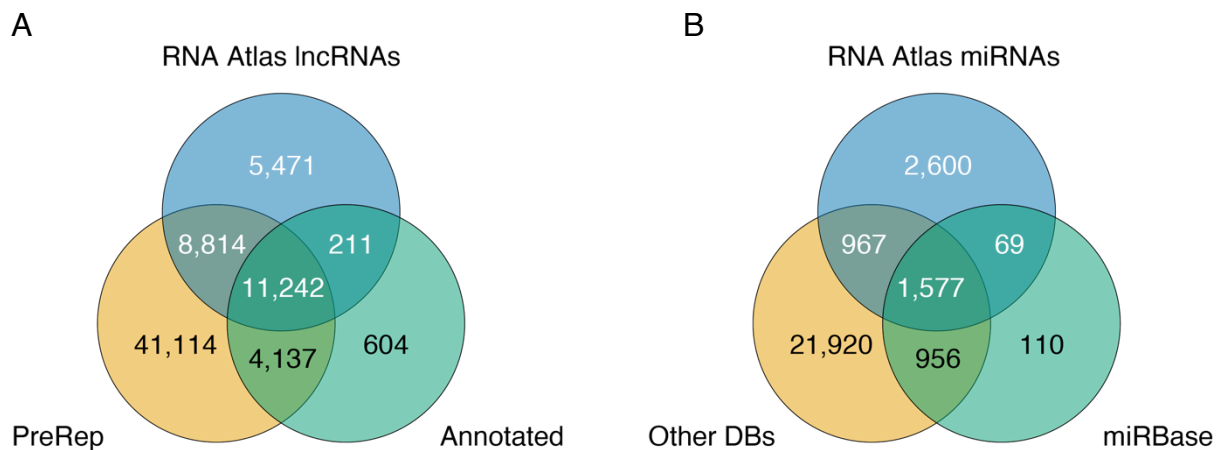 A
RNA Atlas lncRNAs
5,471
8,814
211
11,242
41,114
4,137
604
PreRep
Annotated
B
RNA Atlas miRNAs
2,600
967
69
1,577
21,920
956
110
Other DBs
miRBase